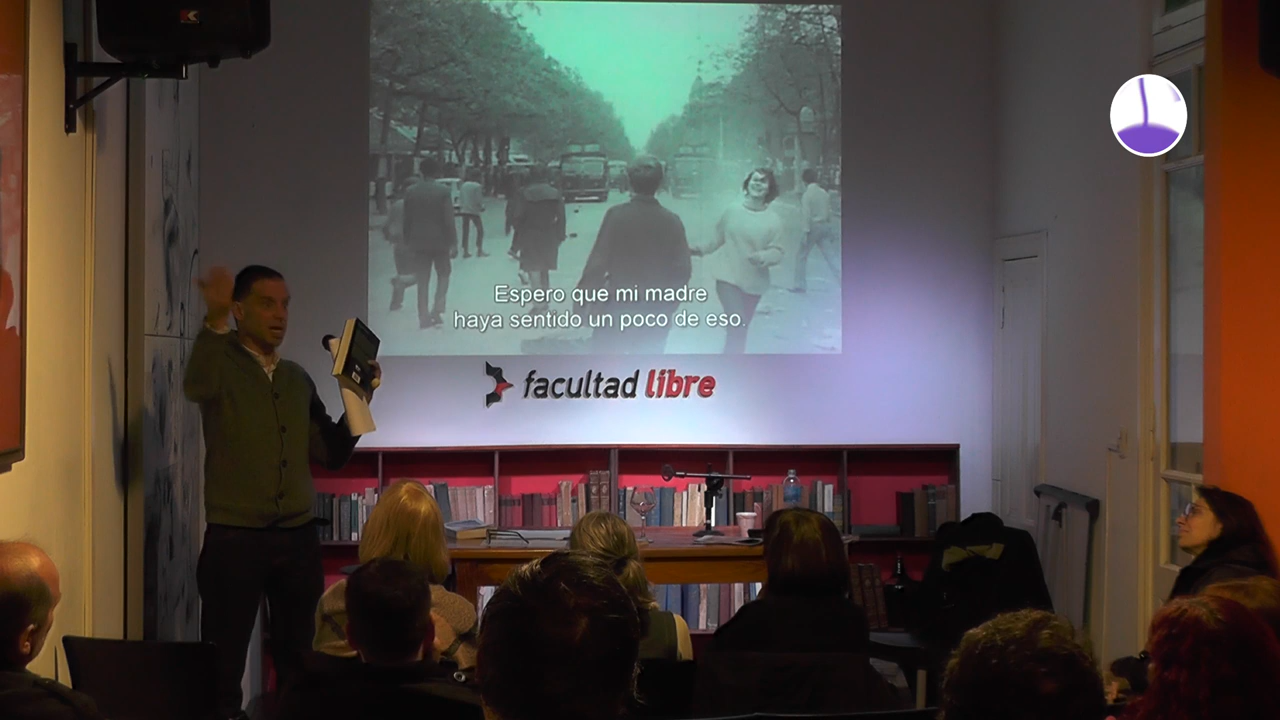 Espero que mi madre
haya sentido un poco de eso.
facultad libre